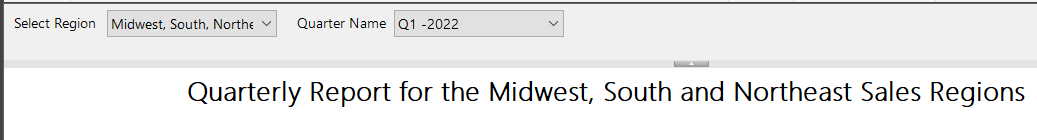 Select Region Midwest, South, Northe Quarter Name Q1 -2022
Quarterly Report for the Midwest, South and Northeast Sales Regions